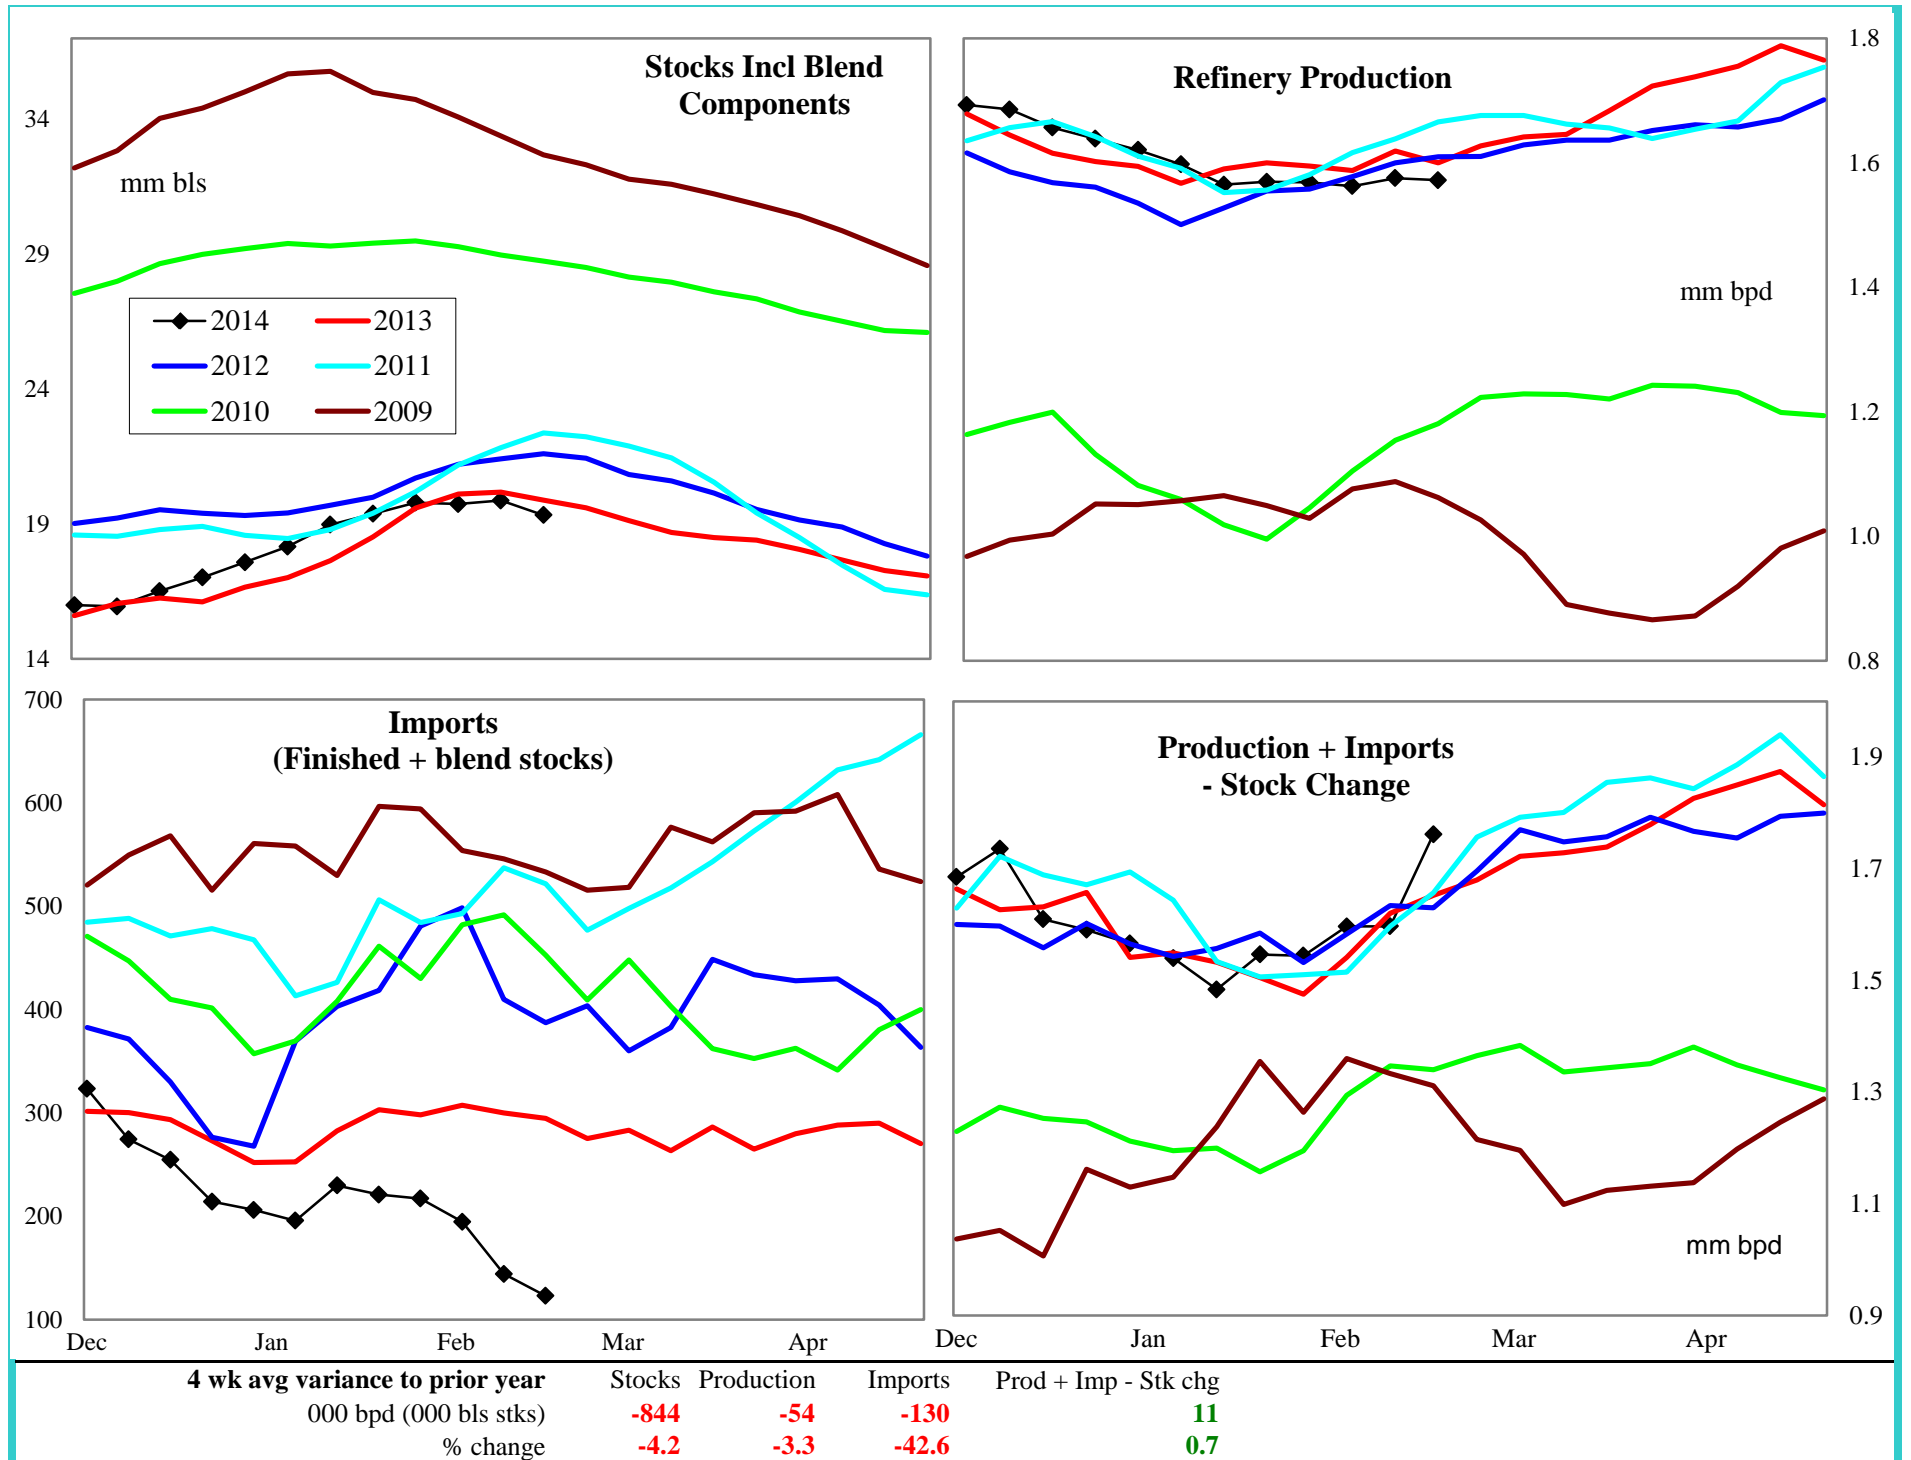 Stocks Incl Blend
Components
34
mm bls
29
2014 2013
2012 2011
2010 2009
24
19
14
Refinery Production
1.8
1.6
mm bpd
1.4
1.2
1.0
0.8
700
Imports
(Finished + blend stocks)
600
500
400
300
200
100
Dec Jan Feb Mar Apr
Production + Imports
- Stock Change
1.9
1.7
1.5
1.3
1.1
mm bpd
0.9
Dec Jan Feb Mar Apr
4 wk avg variance to prior year Stocks Production Imports Prod + Imp - Stk chg
000 bpd (000 bls stks) -844 -54 -130 11
% change -4.2 -3.3 -42.6 0.7